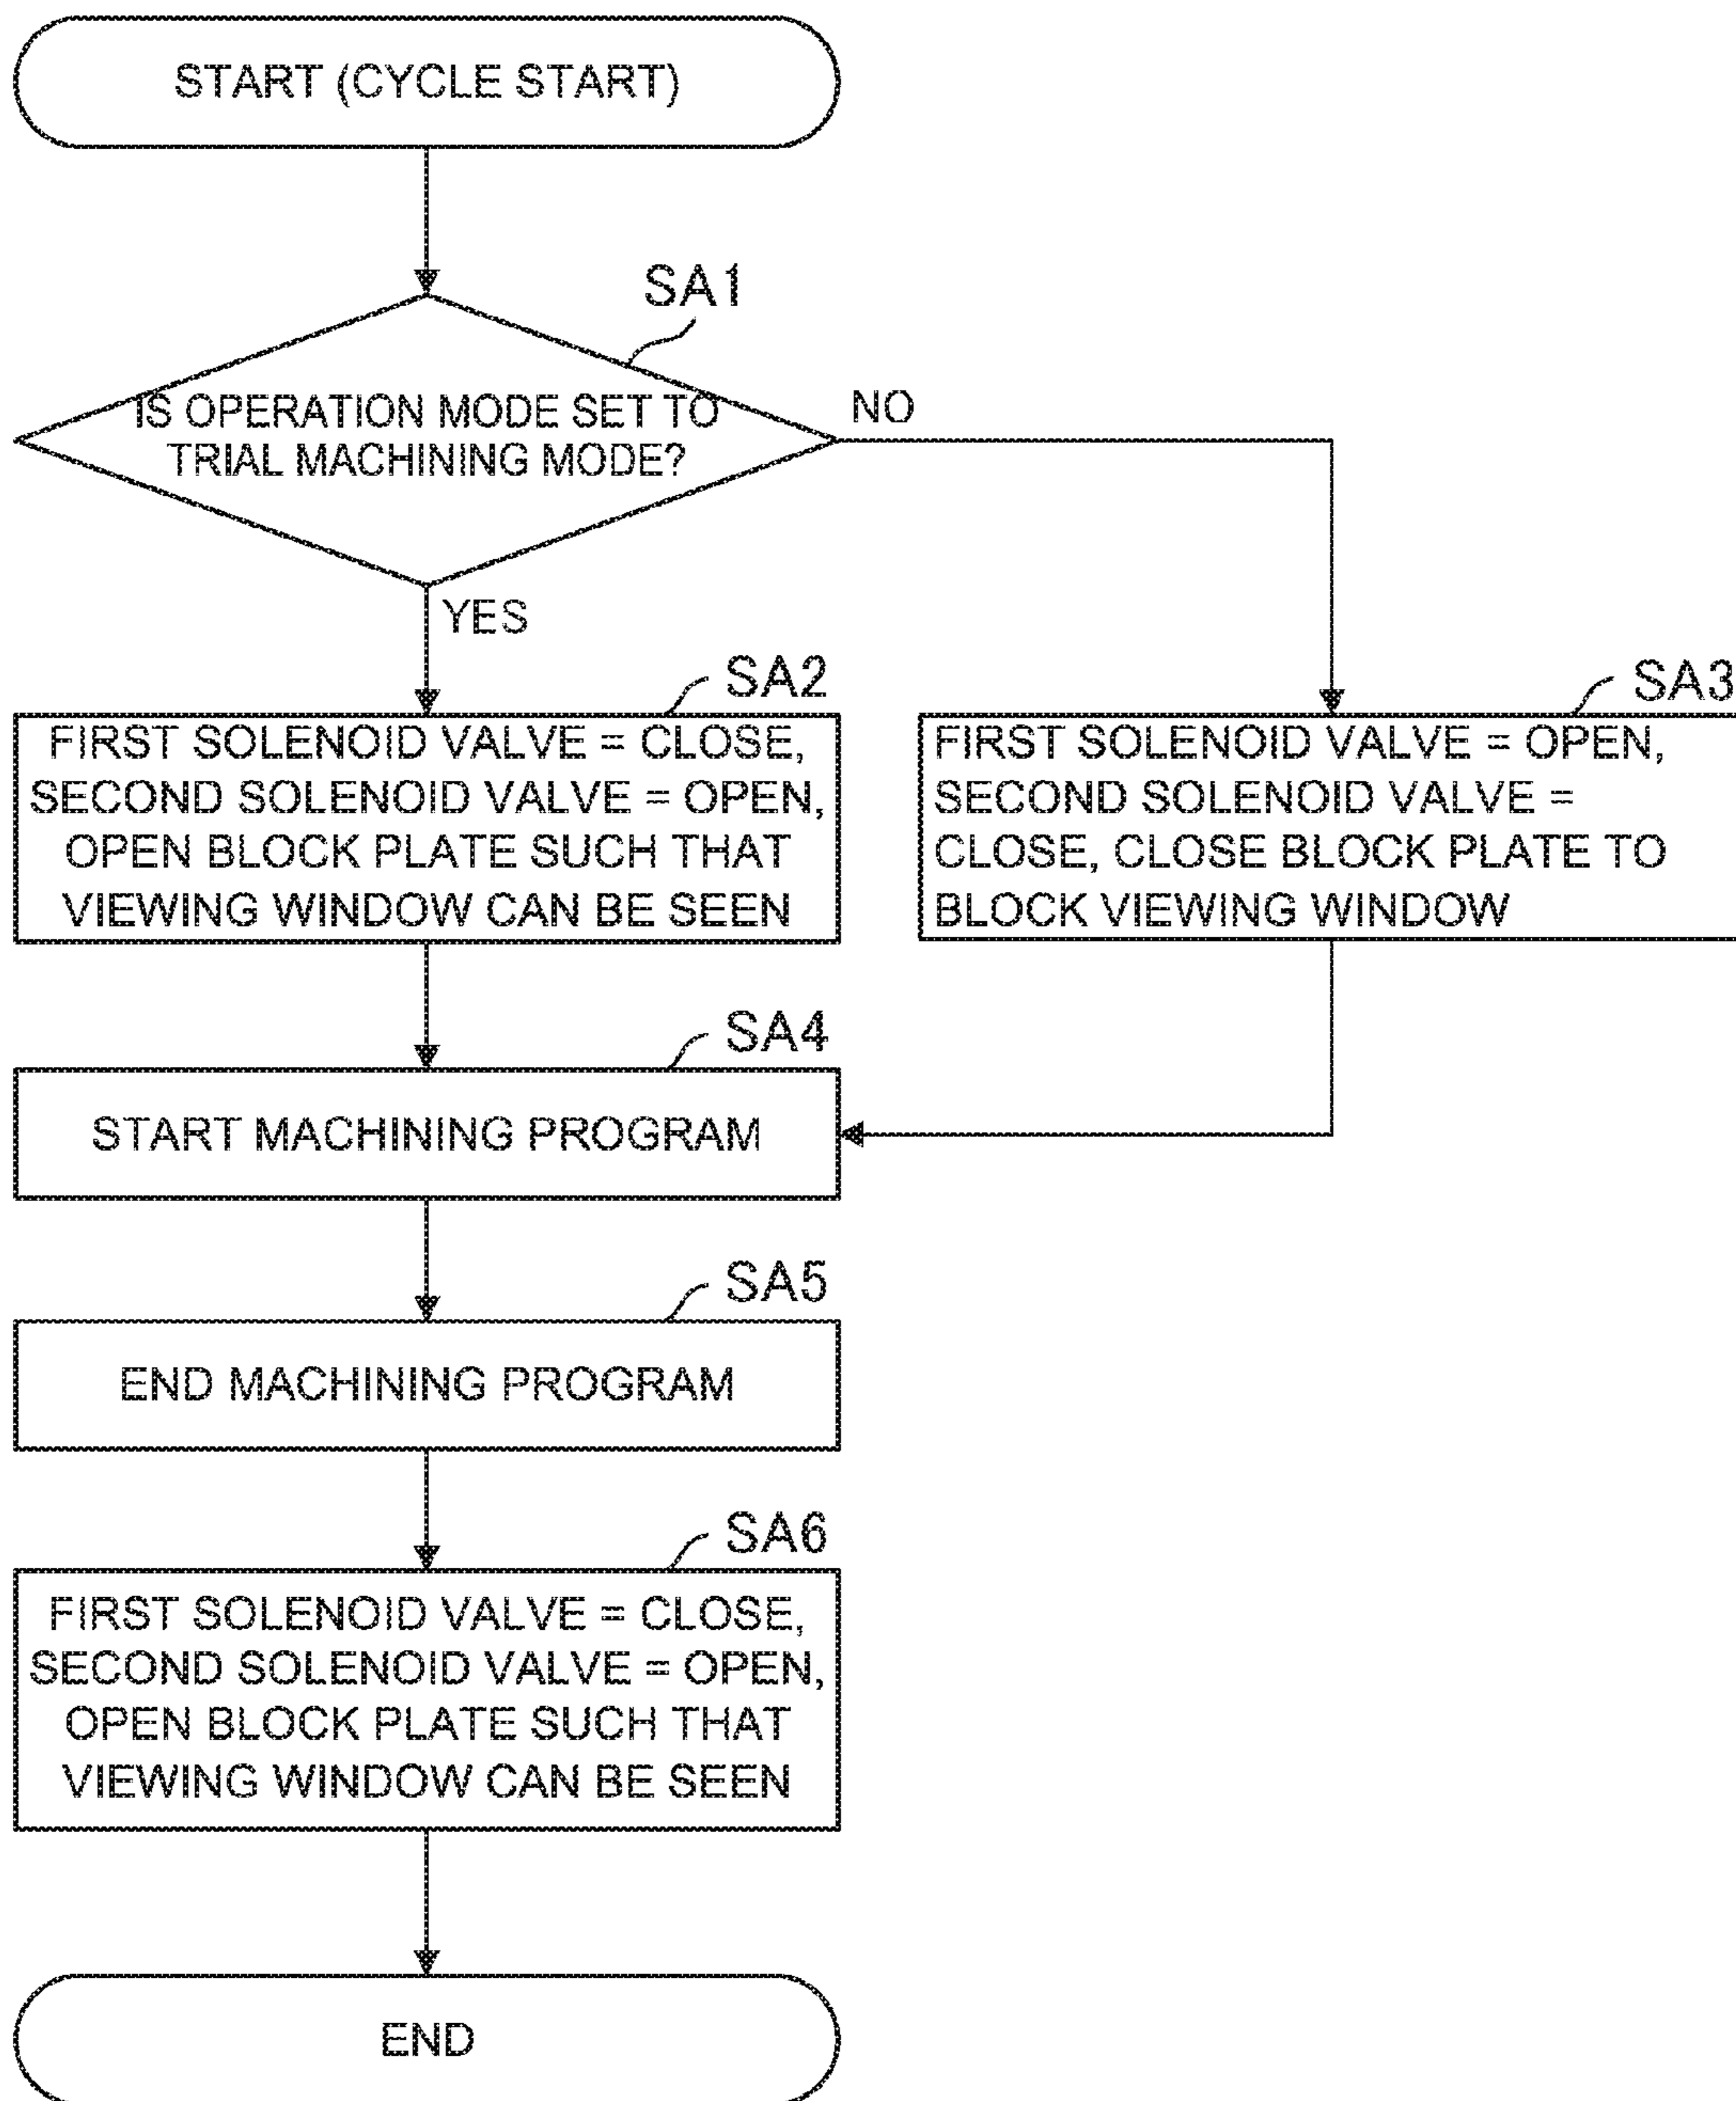 START (CYCLE START)
SA1
IS OPERATION MODE SET TO
TRIAL MACHINING MODE?
NO
YES
SA2
FIRST SOLENOID VALVE = CLOSE,
SECOND SOLENOID VALVE = OPEN,
OPEN BLOCK PLATE SUCH THAT
VIEWING WINDOW CAN BE SEEN
SA3
FIRST SOLENOID VALVE = OPEN,
SECOND SOLENOID VALVE =
CLOSE, CLOSE BLOCK PLATE TO
BLOCK VIEWING WINDOW
SA4
START MACHINING PROGRAM
SA5
END MACHINING PROGRAM
SA6
FIRST SOLENOID VALVE = CLOSE,
SECOND SOLENOID VALVE = OPEN,
OPEN BLOCK PLATE SUCH THAT
VIEWING WINDOW CAN BE SEEN
END